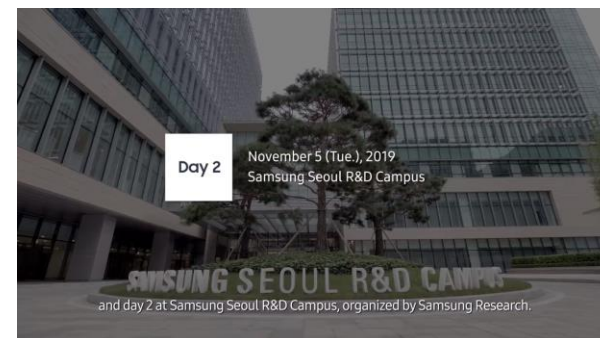 Day 2
November 5 (Tue.), 2019
Samsung Seoul R&D Campus
SAMSUNG SEOUL R&D CAMPUS
and day 2 at Samsung Seoul R&D Campus, organized by Samsung Research.